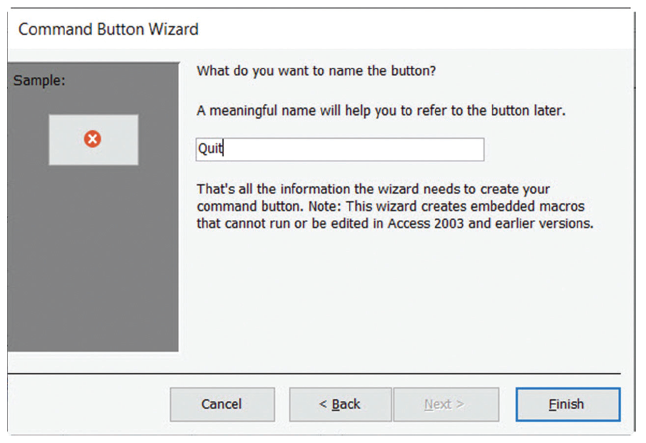 Command Button Wizard
Sample:
What do you want to name the button?
A meaningful name will help you to refer to the button later.
Quit
That's all the information the wizard needs to create your
command button. Note: This wizard creates embedded macros
that cannot run or be edited in Access 2003 and earlier versions.
Cancel
< Back
Next >
Finish